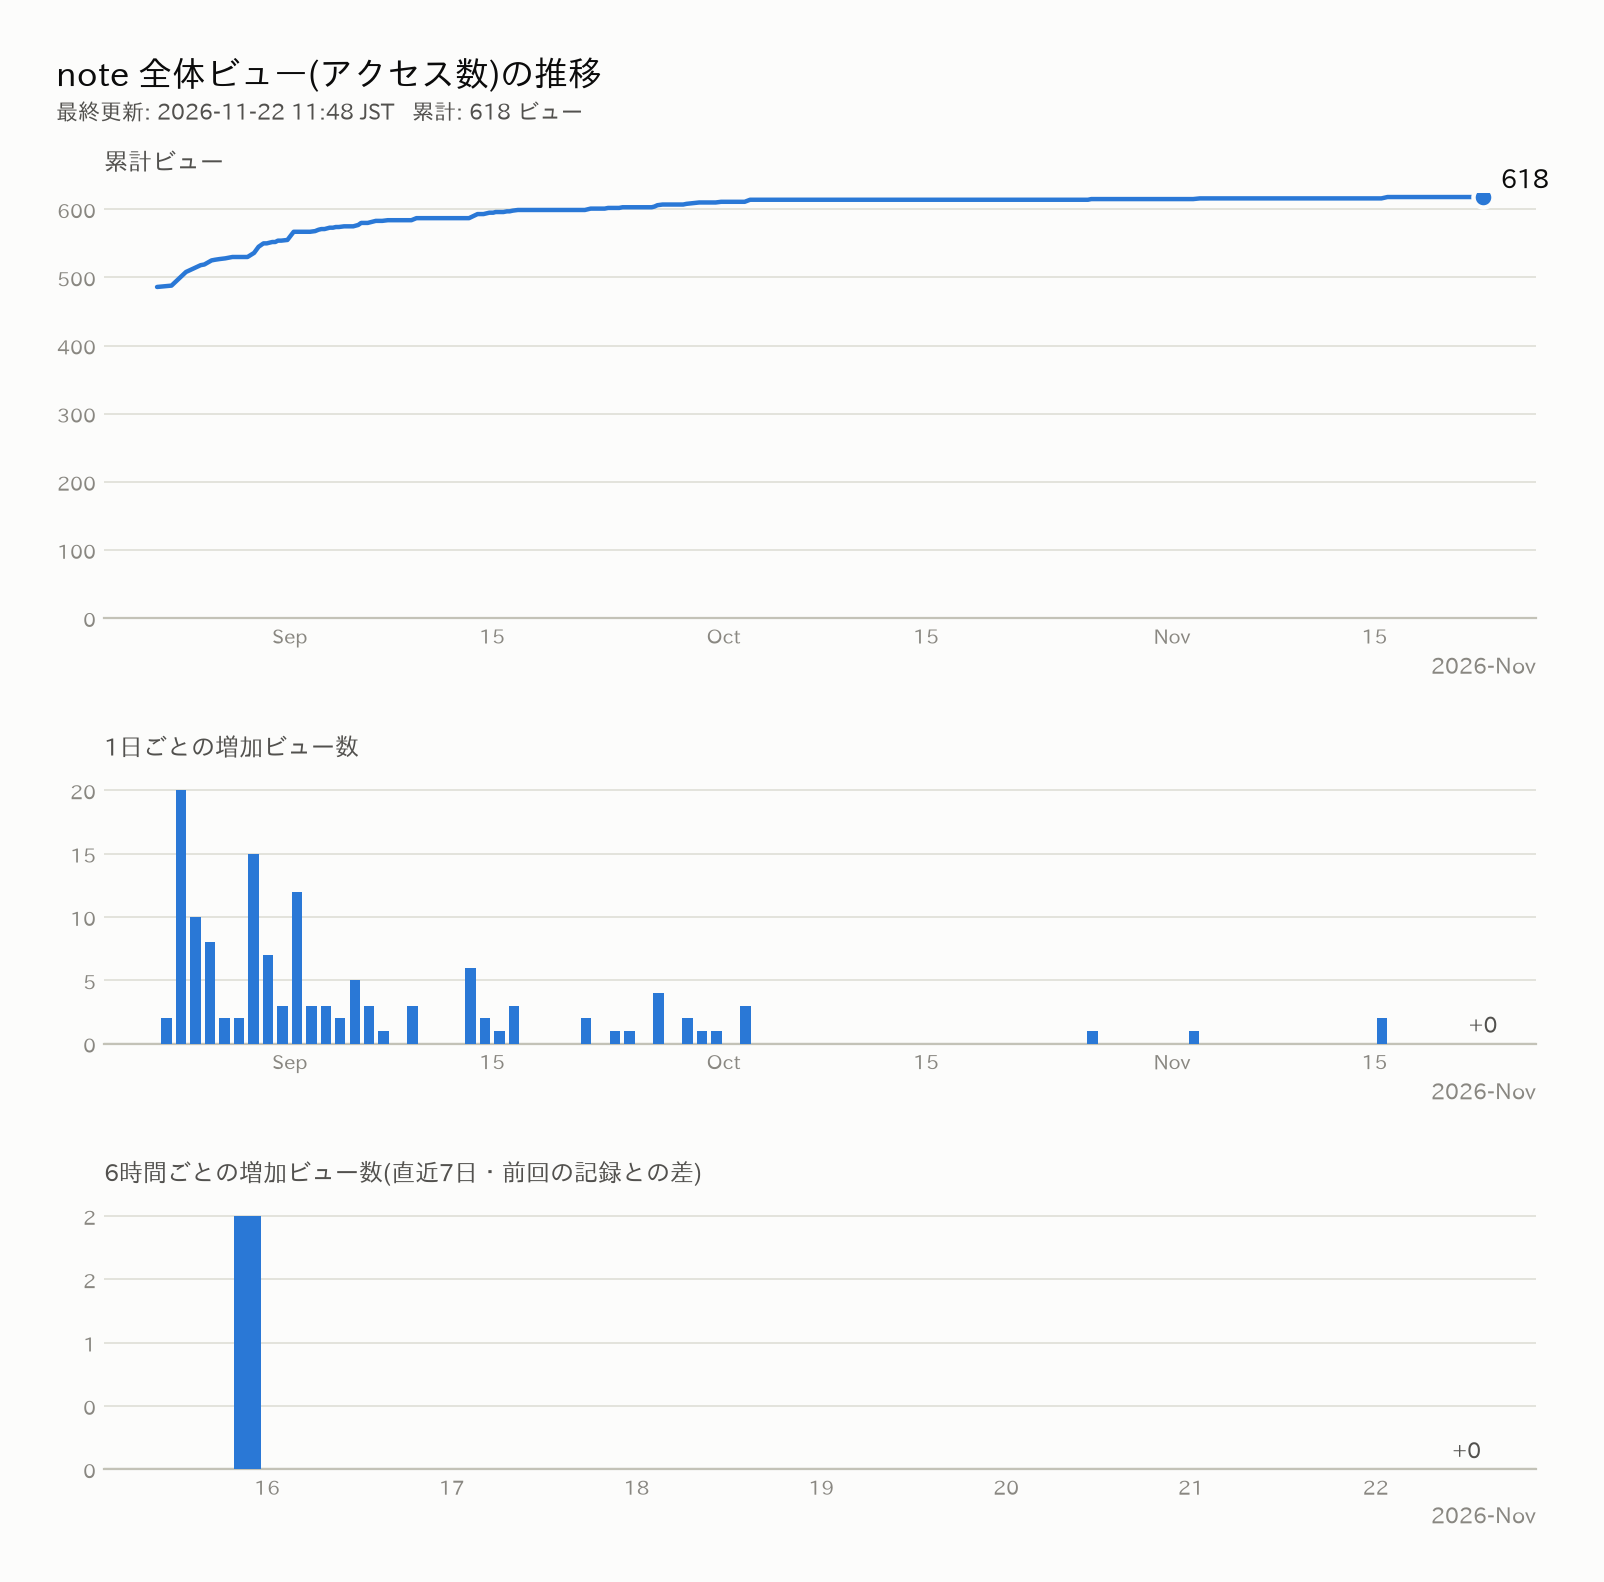 note 全体ビュー(アクセス数)の推移
最終更新: 2026-11-22 11:48 JST 累計: 618 ビュー
累計ビュー
618
600
500
400
300
200
100
0
Sep 15 Oct 15 Nov 15
2026-Nov
1日ごとの増加ビュー数
20
15
10
5
+0
0
Sep 15 Oct 15 Nov 15
2026-Nov
6時間ごとの増加ビュー数(直近7日・前回の記録との差)
2
2
1
0
+0
0
16 17 18 19 20 21 22
2026-Nov